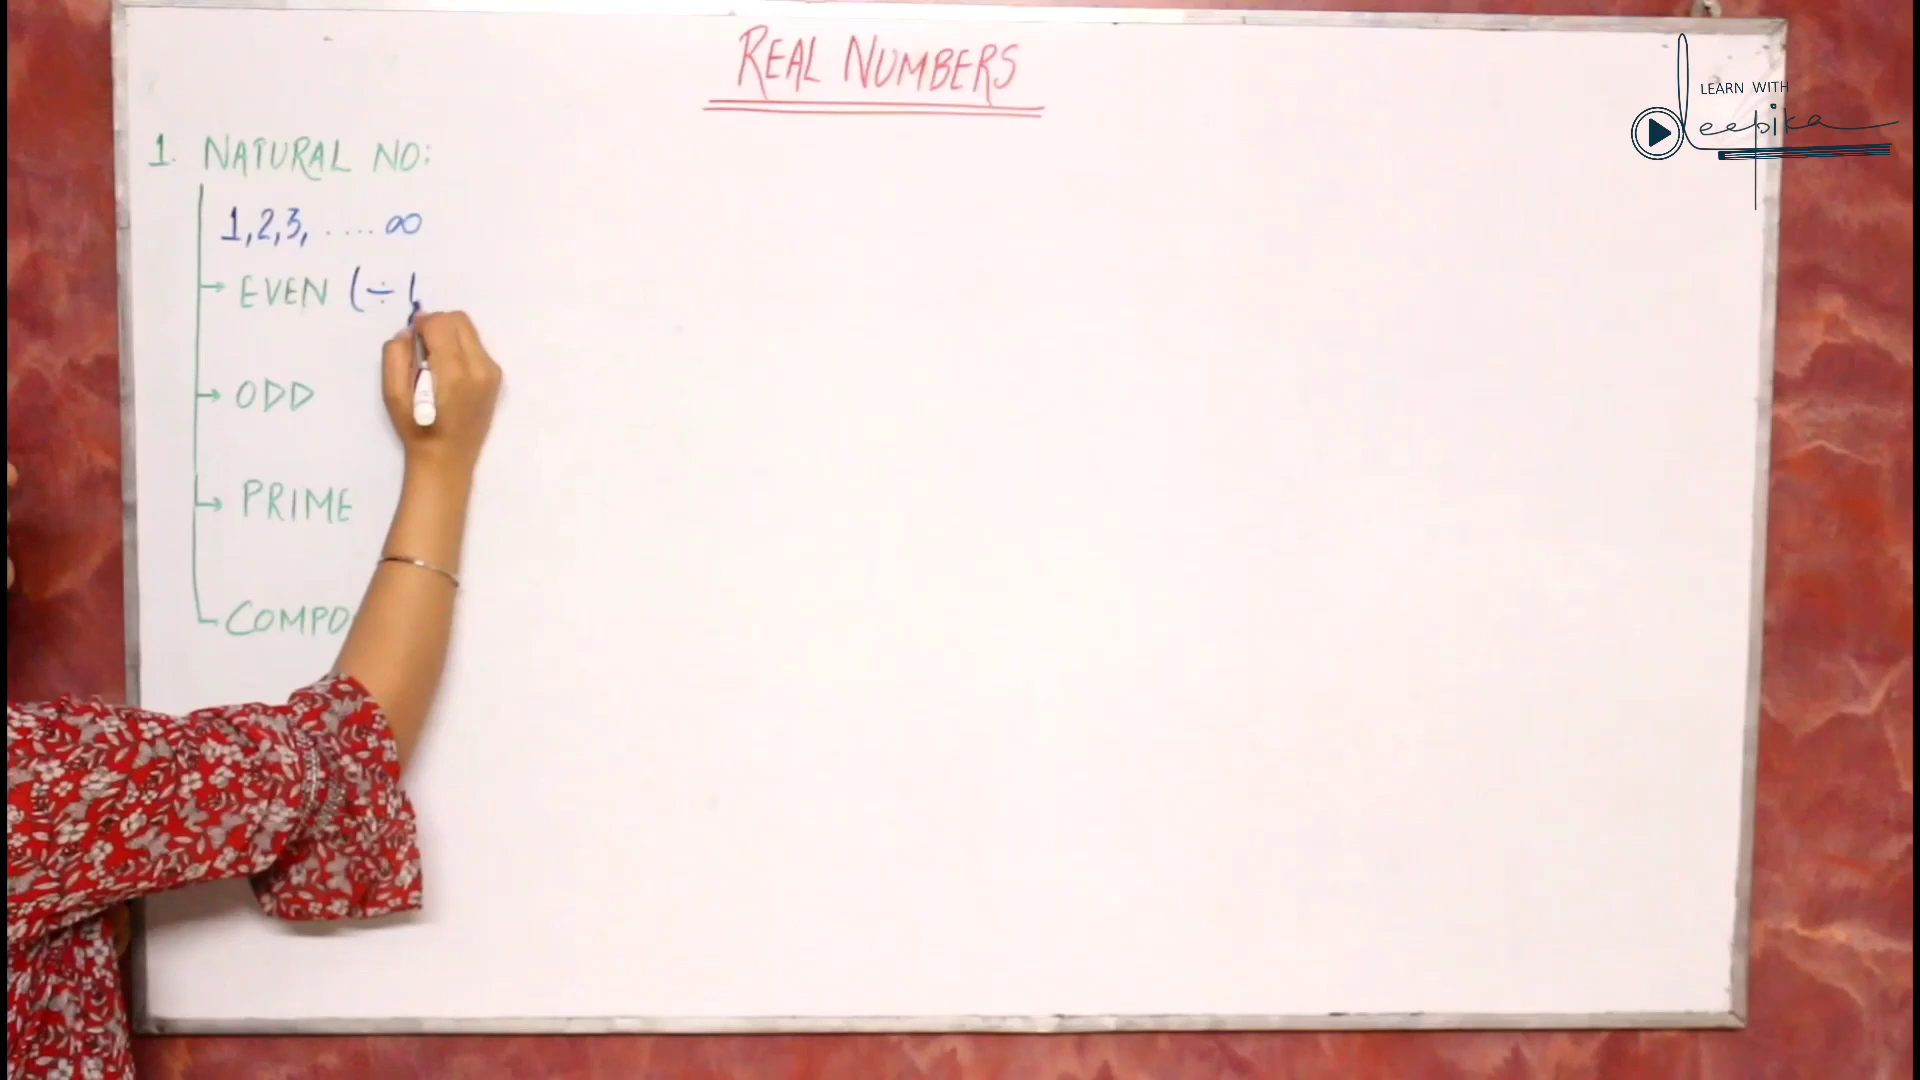 REAL NUMBERS
LEARN WITH
Deepika
1. NATURAL NO:
1,2,3, ..... ∞
EVEN (÷
ODD
PRIME